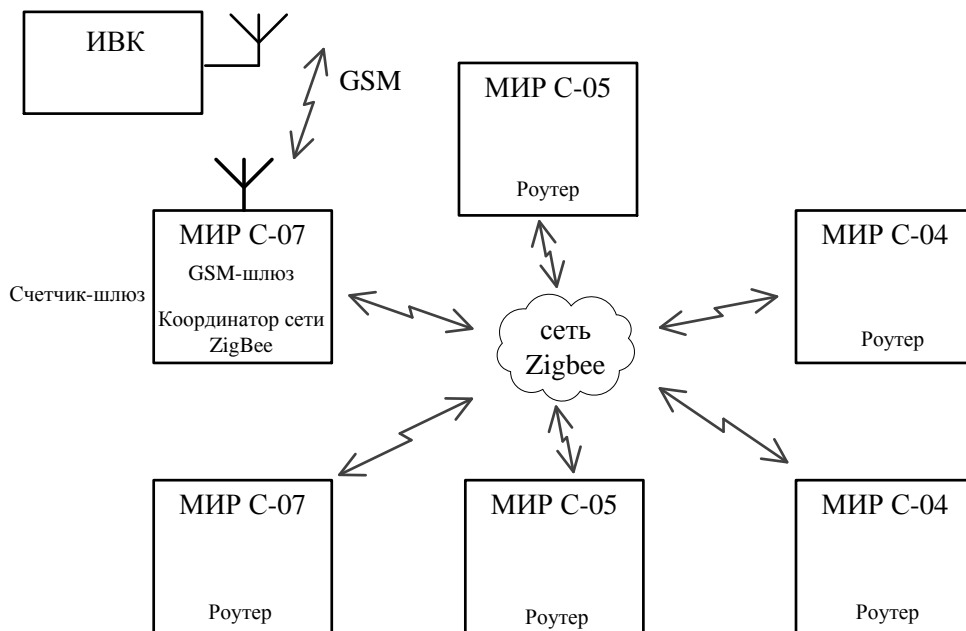 ИВК
GSM
МИР С-05
Роутер
МИР С-07
GSM-шлюз
Координатор сети
ZigBee
Счетчик-шлюз
МИР С-04
Роутер
сеть
Zigbee
МИР С-07
Роутер
МИР С-05
Роутер
МИР С-04
Роутер